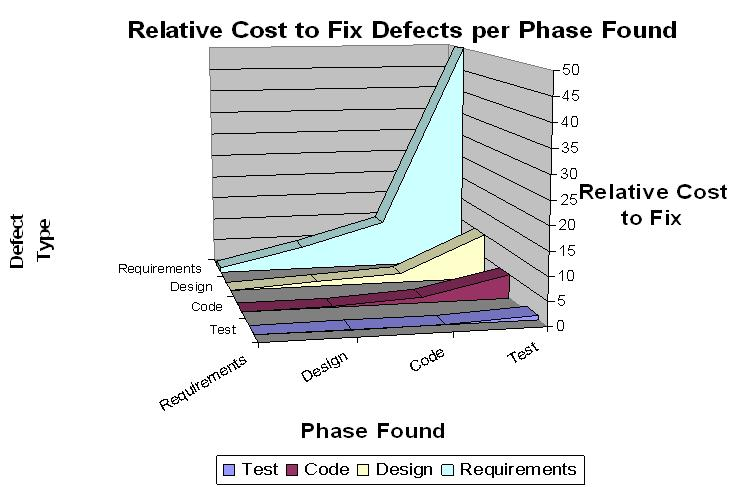 Relative Cost to Fix Defects per Phase Found
50
45
40
35
30
25
20
15
10
5
0
Relative Cost
to Fix
Defect
Type
Requirements
Design
Code
Test
Requirements
Design
Code
Test
Phase Found
Test Code Design Requirements